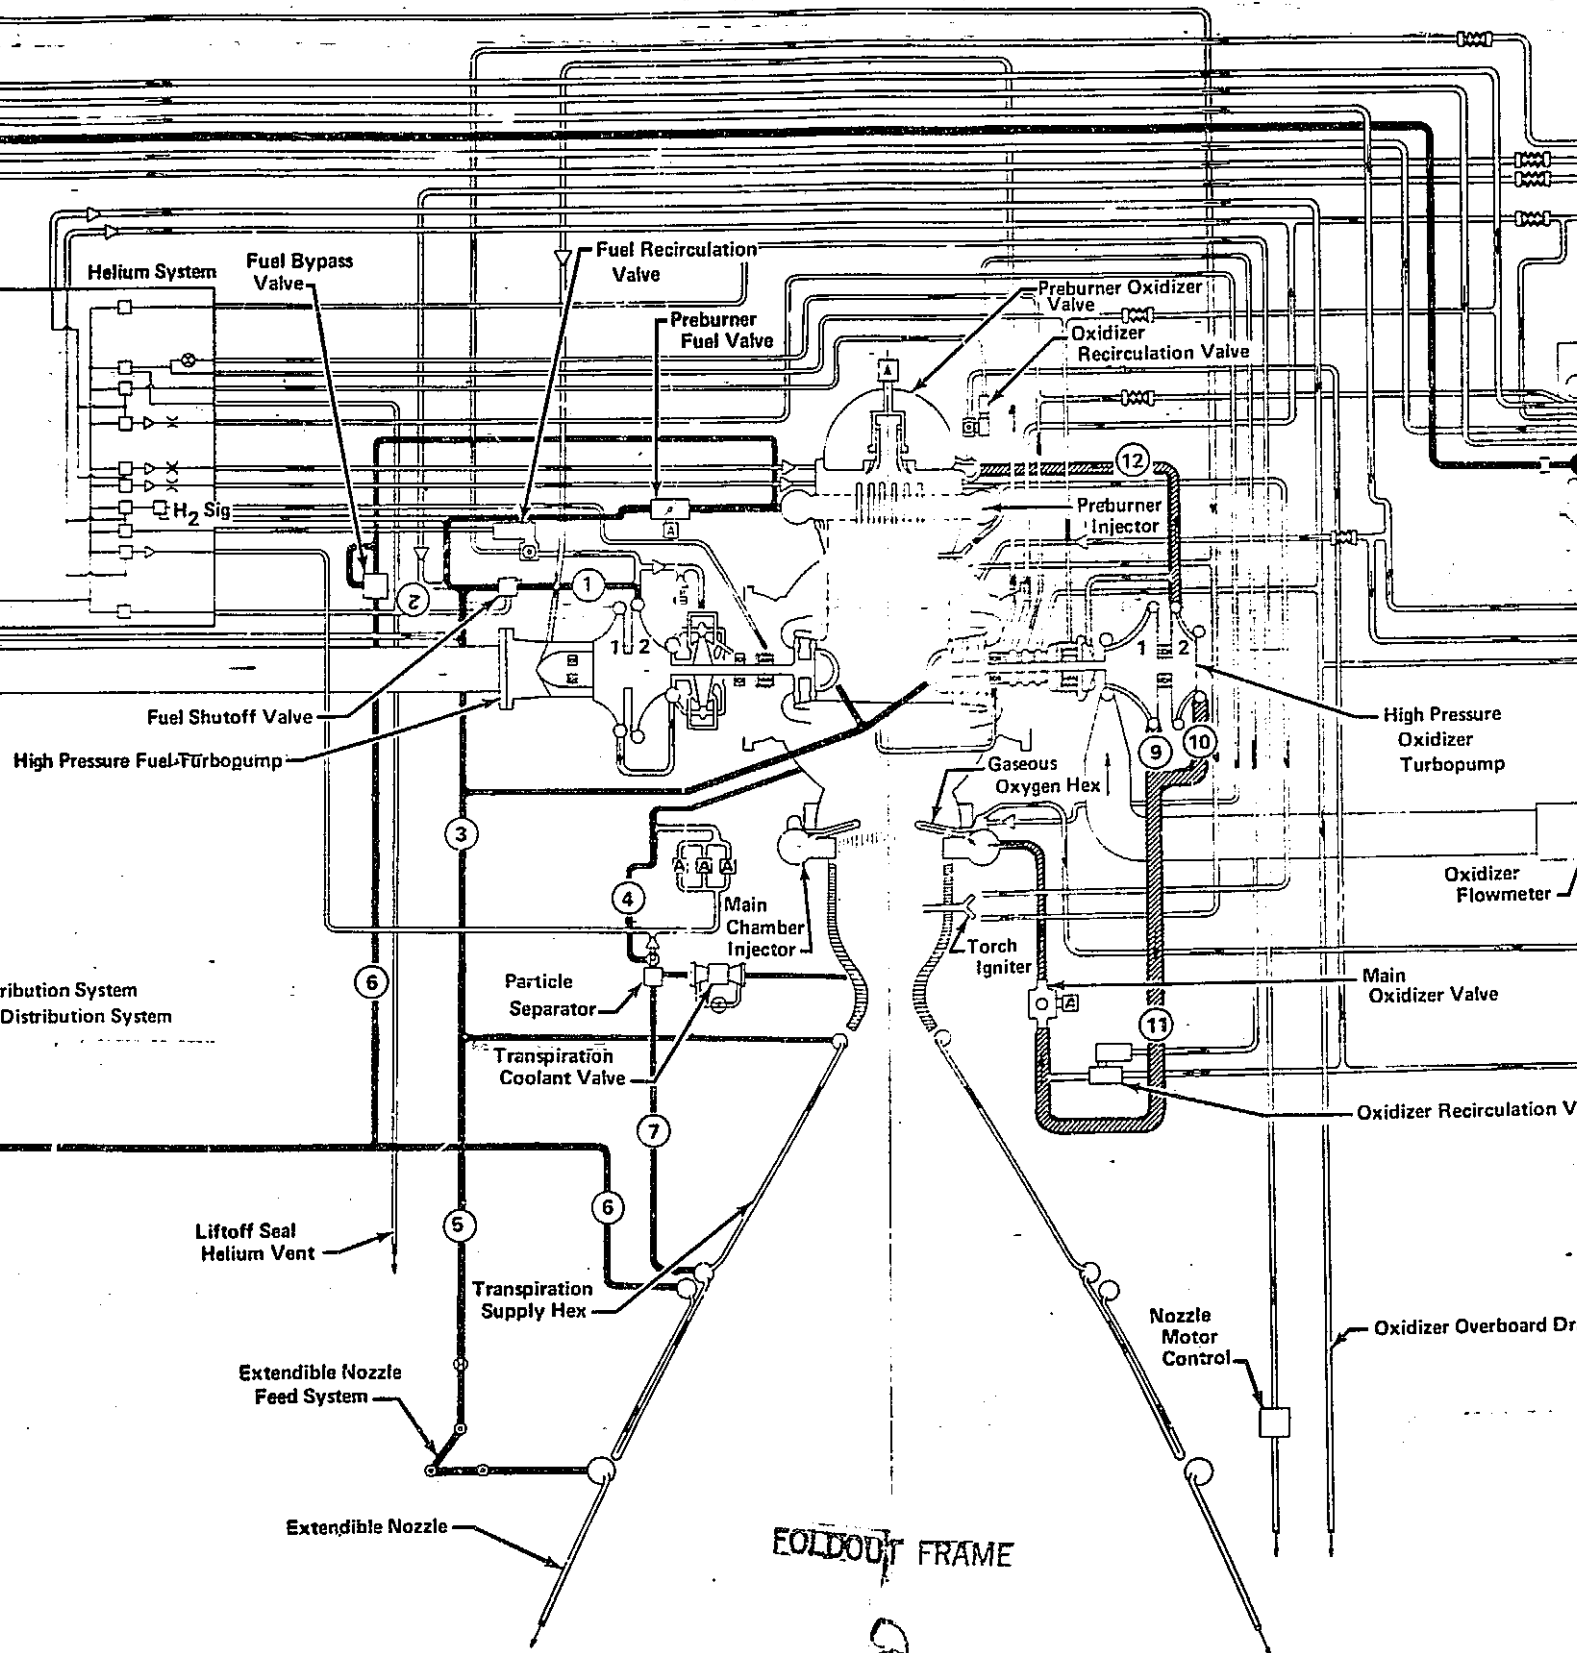 Helium System
Fuel Bypass
Valve
Fuel Recirculation
Valve
Preburner
Fuel Valve
Preburner Oxidizer
Valve
Oxidizer
Recirculation Valve
A
12
H2 Sig
A
Preburner
Injector
1
2
1 2
1 2
Fuel Shutoff Valve
High Pressure Fuel Turbopump
High Pressure
Oxidizer
Turbopump
9
10
Gaseous
Oxygen Hex
3
A A A
4
Main
Chamber
Injector
Oxidizer
Flowmeter
Torch
Igniter
6
ribution System
Distribution System
Particle
Separator
Main
Oxidizer Valve
A
11
Transpiration
Coolant Valve
7
Oxidizer Recirculation V
6
5
Liftoff Seal
Helium Vent
Transpiration
Supply Hex
Nozzle
Motor
Control
Oxidizer Overboard Dr
Extendible Nozzle
Feed System
Extendible Nozzle
FOLDOUT FRAME